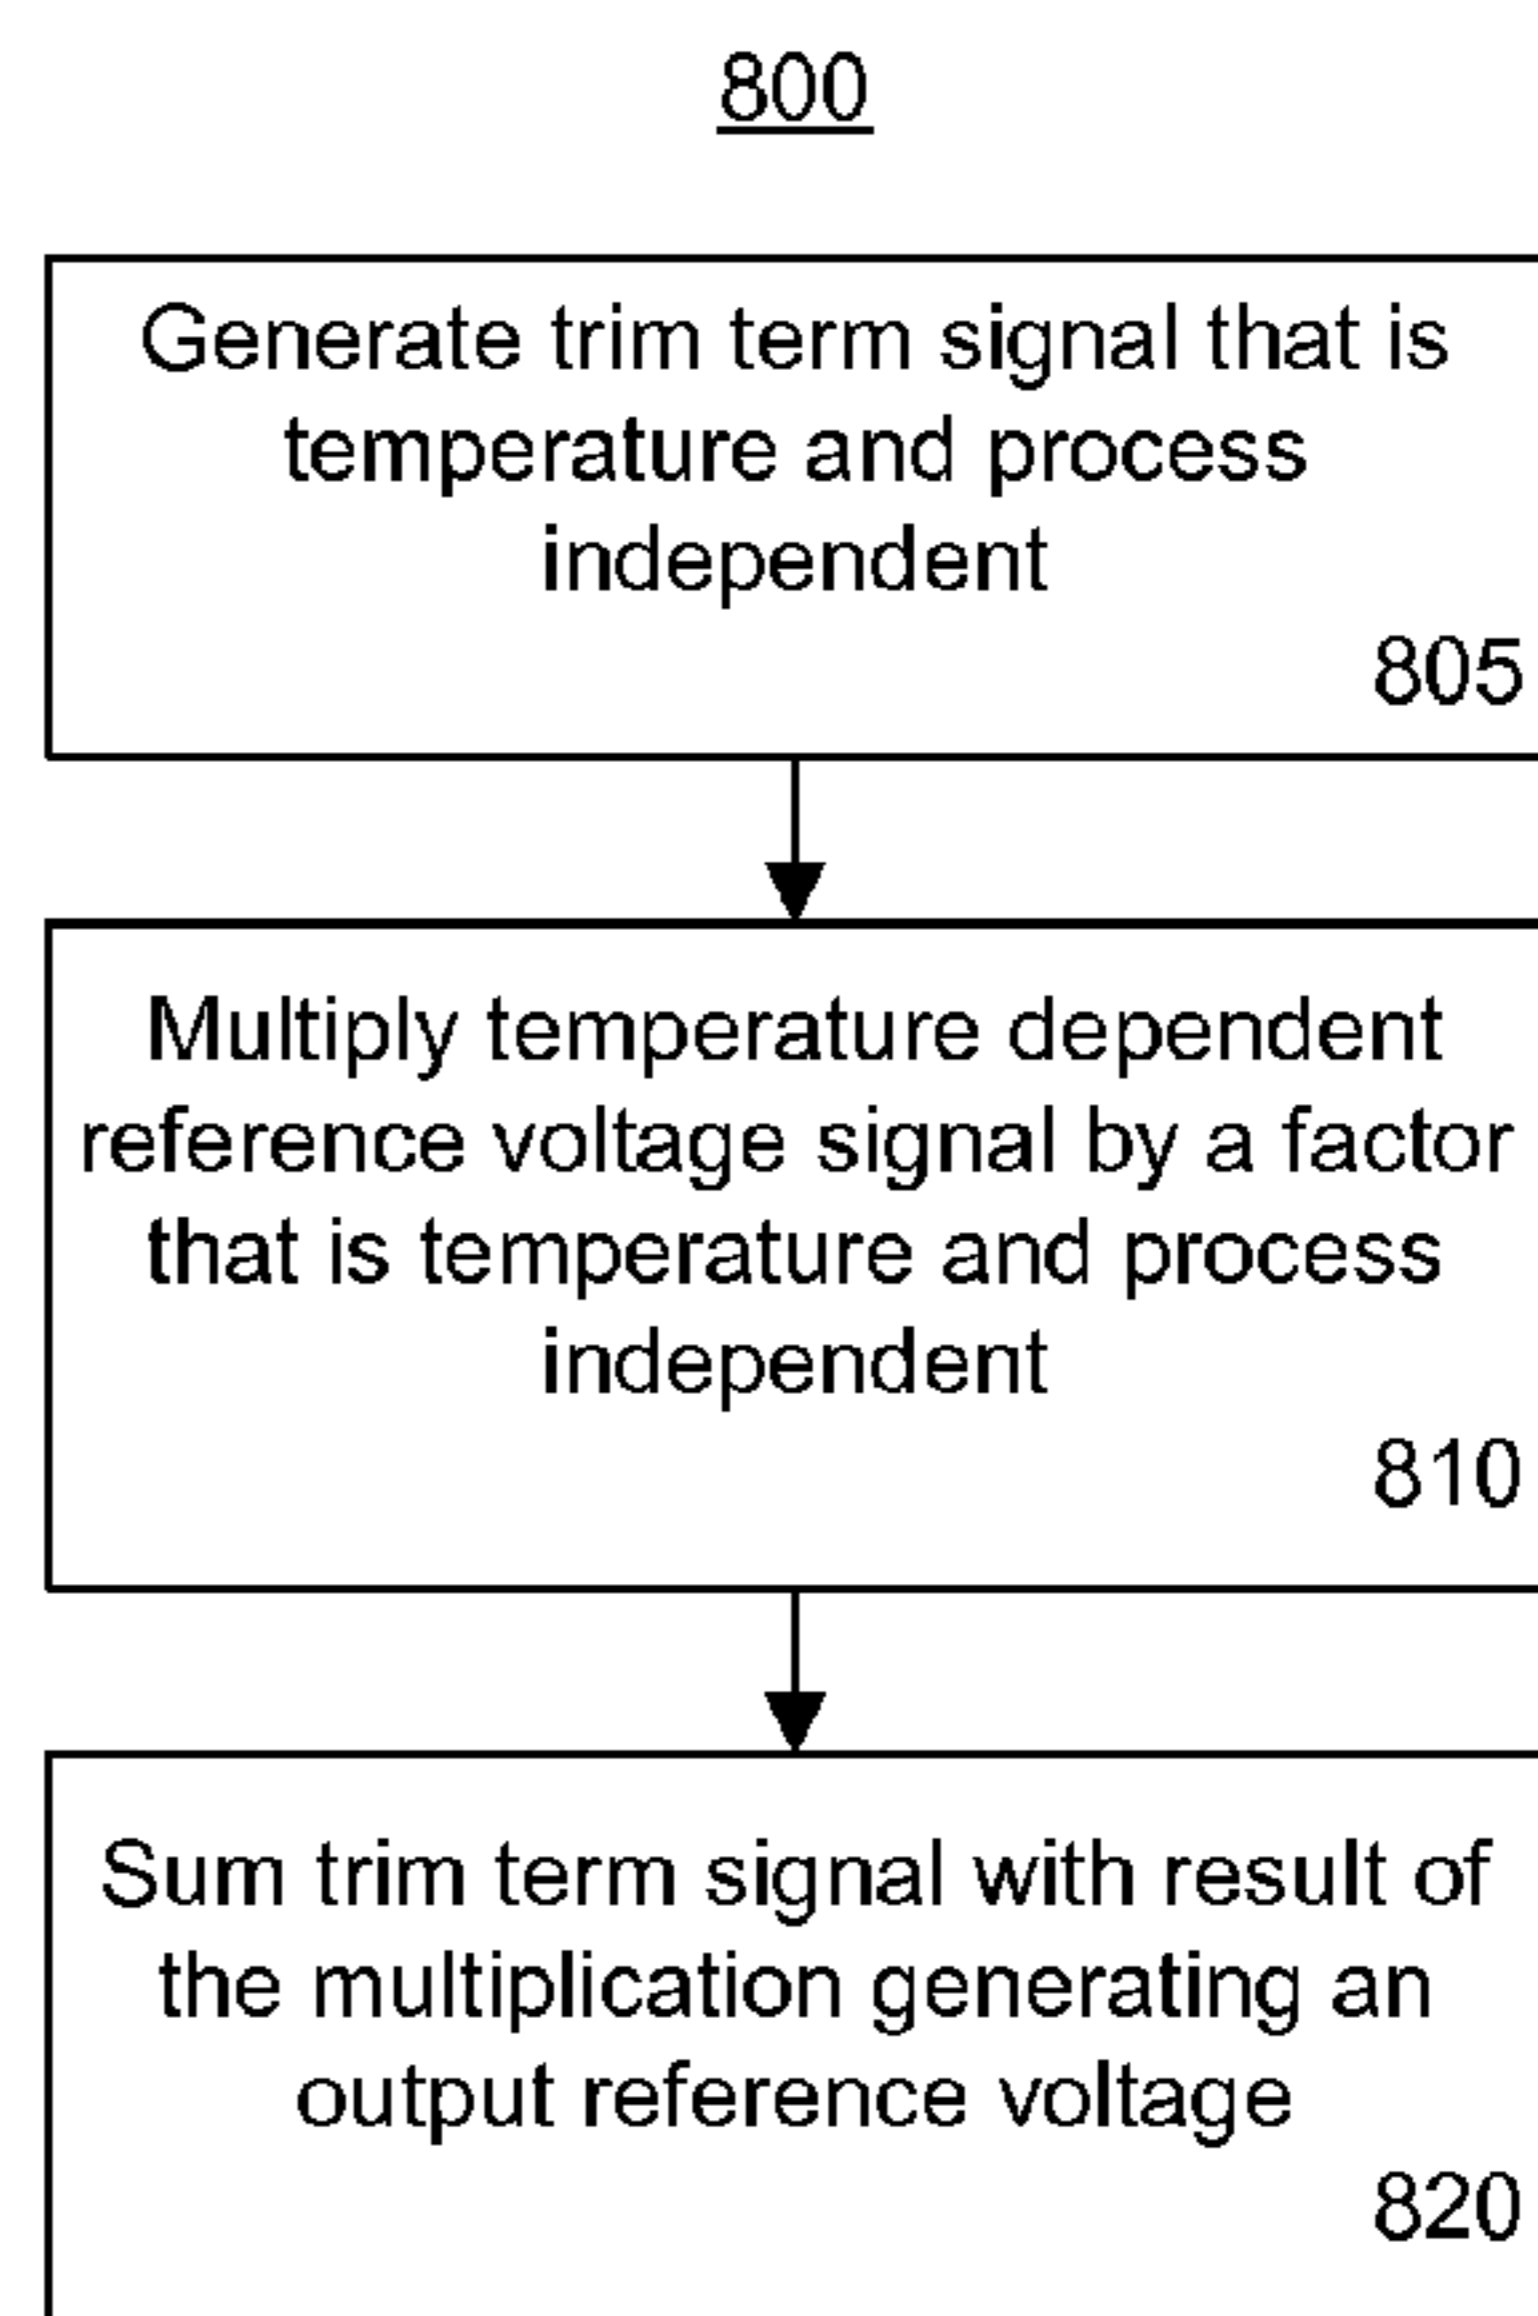 800
Generate trim term signal that is
temperature and process
independent
805
Multiply temperature dependent
reference voltage signal by a factor
that is temperature and process
independent
810
Sum trim term signal with result of
the multiplication generating an
output reference voltage
820